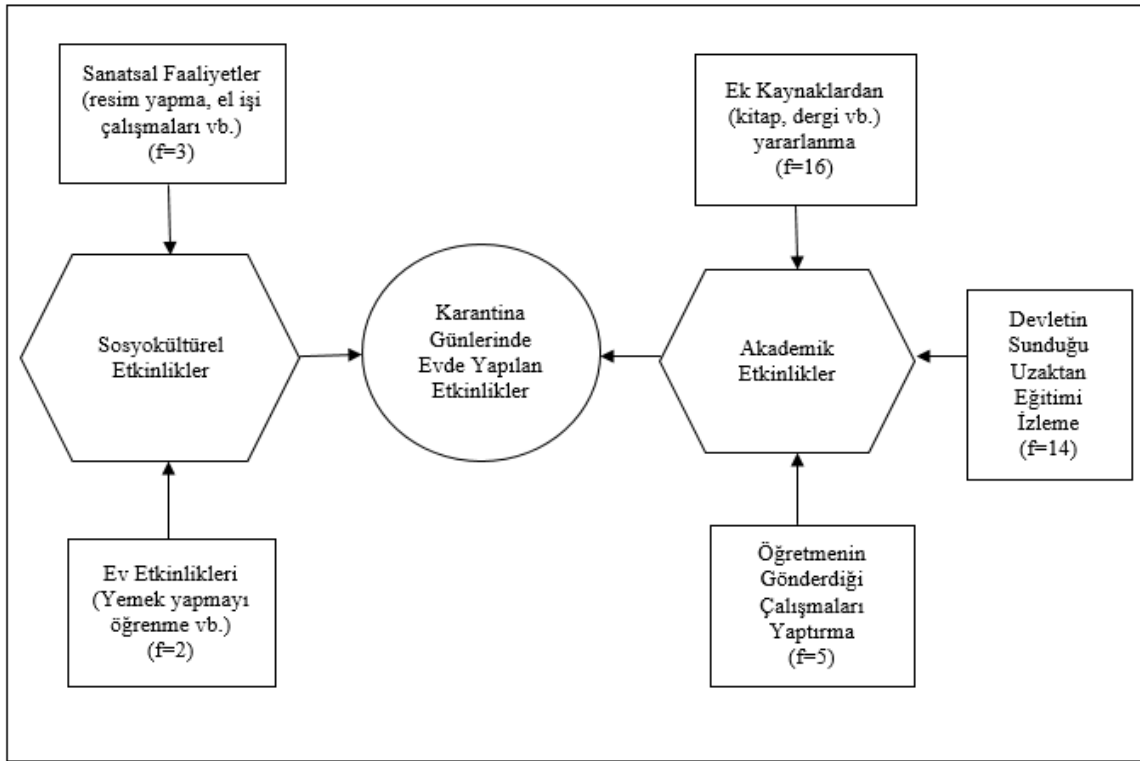 Sanatsal Faaliyetler
(resim yapma, el işi
çalışmaları vb.)
(f=3)
Ek Kaynaklardan
(kitap, dergi vb.)
yararlanma
(f=16)
Sosyokültürel
Etkinlikler
Karantina
Günlerinde
Evde Yapılan
Etkinlikler
Akademik
Etkinlikler
Devletin
Sunduğu
Uzaktan
Eğitimi
İzleme
(f=14)
Ev Etkinlikleri
(Yemek yapmayı
öğrenme vb.)
(f=2)
Öğretmenin
Gönderdiği
Çalışmaları
Yaptırma
(f=5)